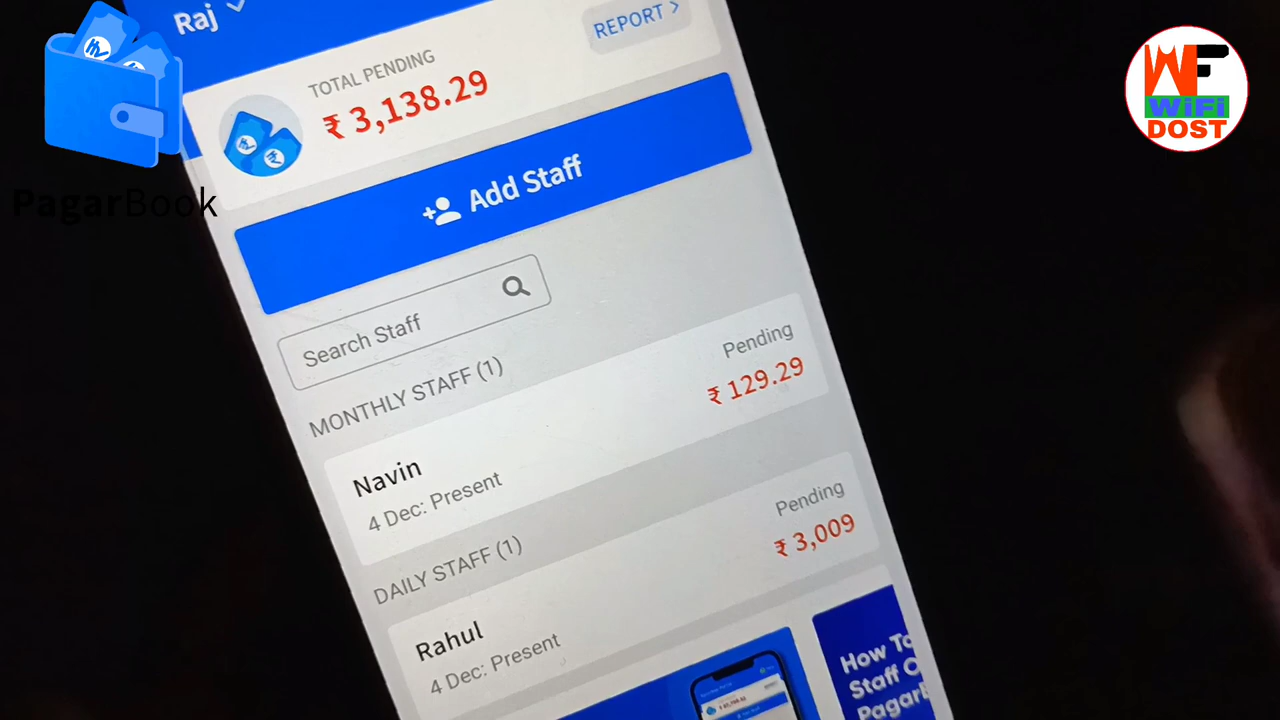 Raj
REPORT >
TOTAL PENDING
₹ 3,138.29
Add Staff
Search Staff
MONTHLY STAFF (1)
Pending
₹ 129.29
Navin
4 Dec: Present
DAILY STAFF (1)
Pending
₹ 3,009
Rahul
4 Dec: Present
How To
Staff
PagarBook
WF
WiFi
DOST